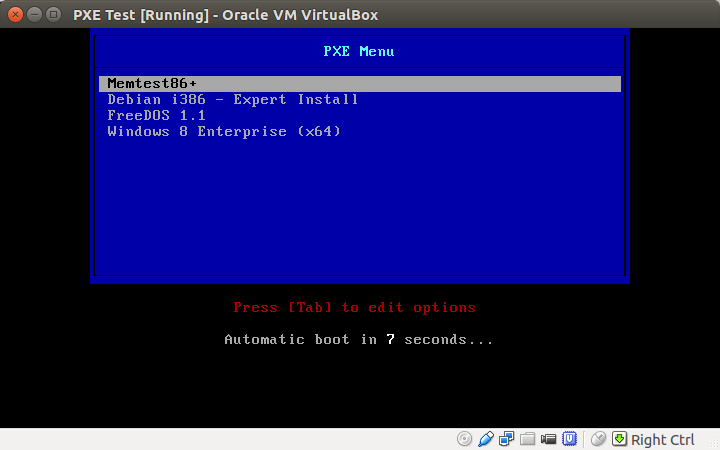 PXE Test [Running] - Oracle VM VirtualBox
PXE Menu
Memtest86+
Debian i386 - Expert Install
FreeDOS 1.1
Windows 8 Enterprise (x64)
Press [Tab] to edit options
Automatic boot in 7 seconds...
Right Ctrl